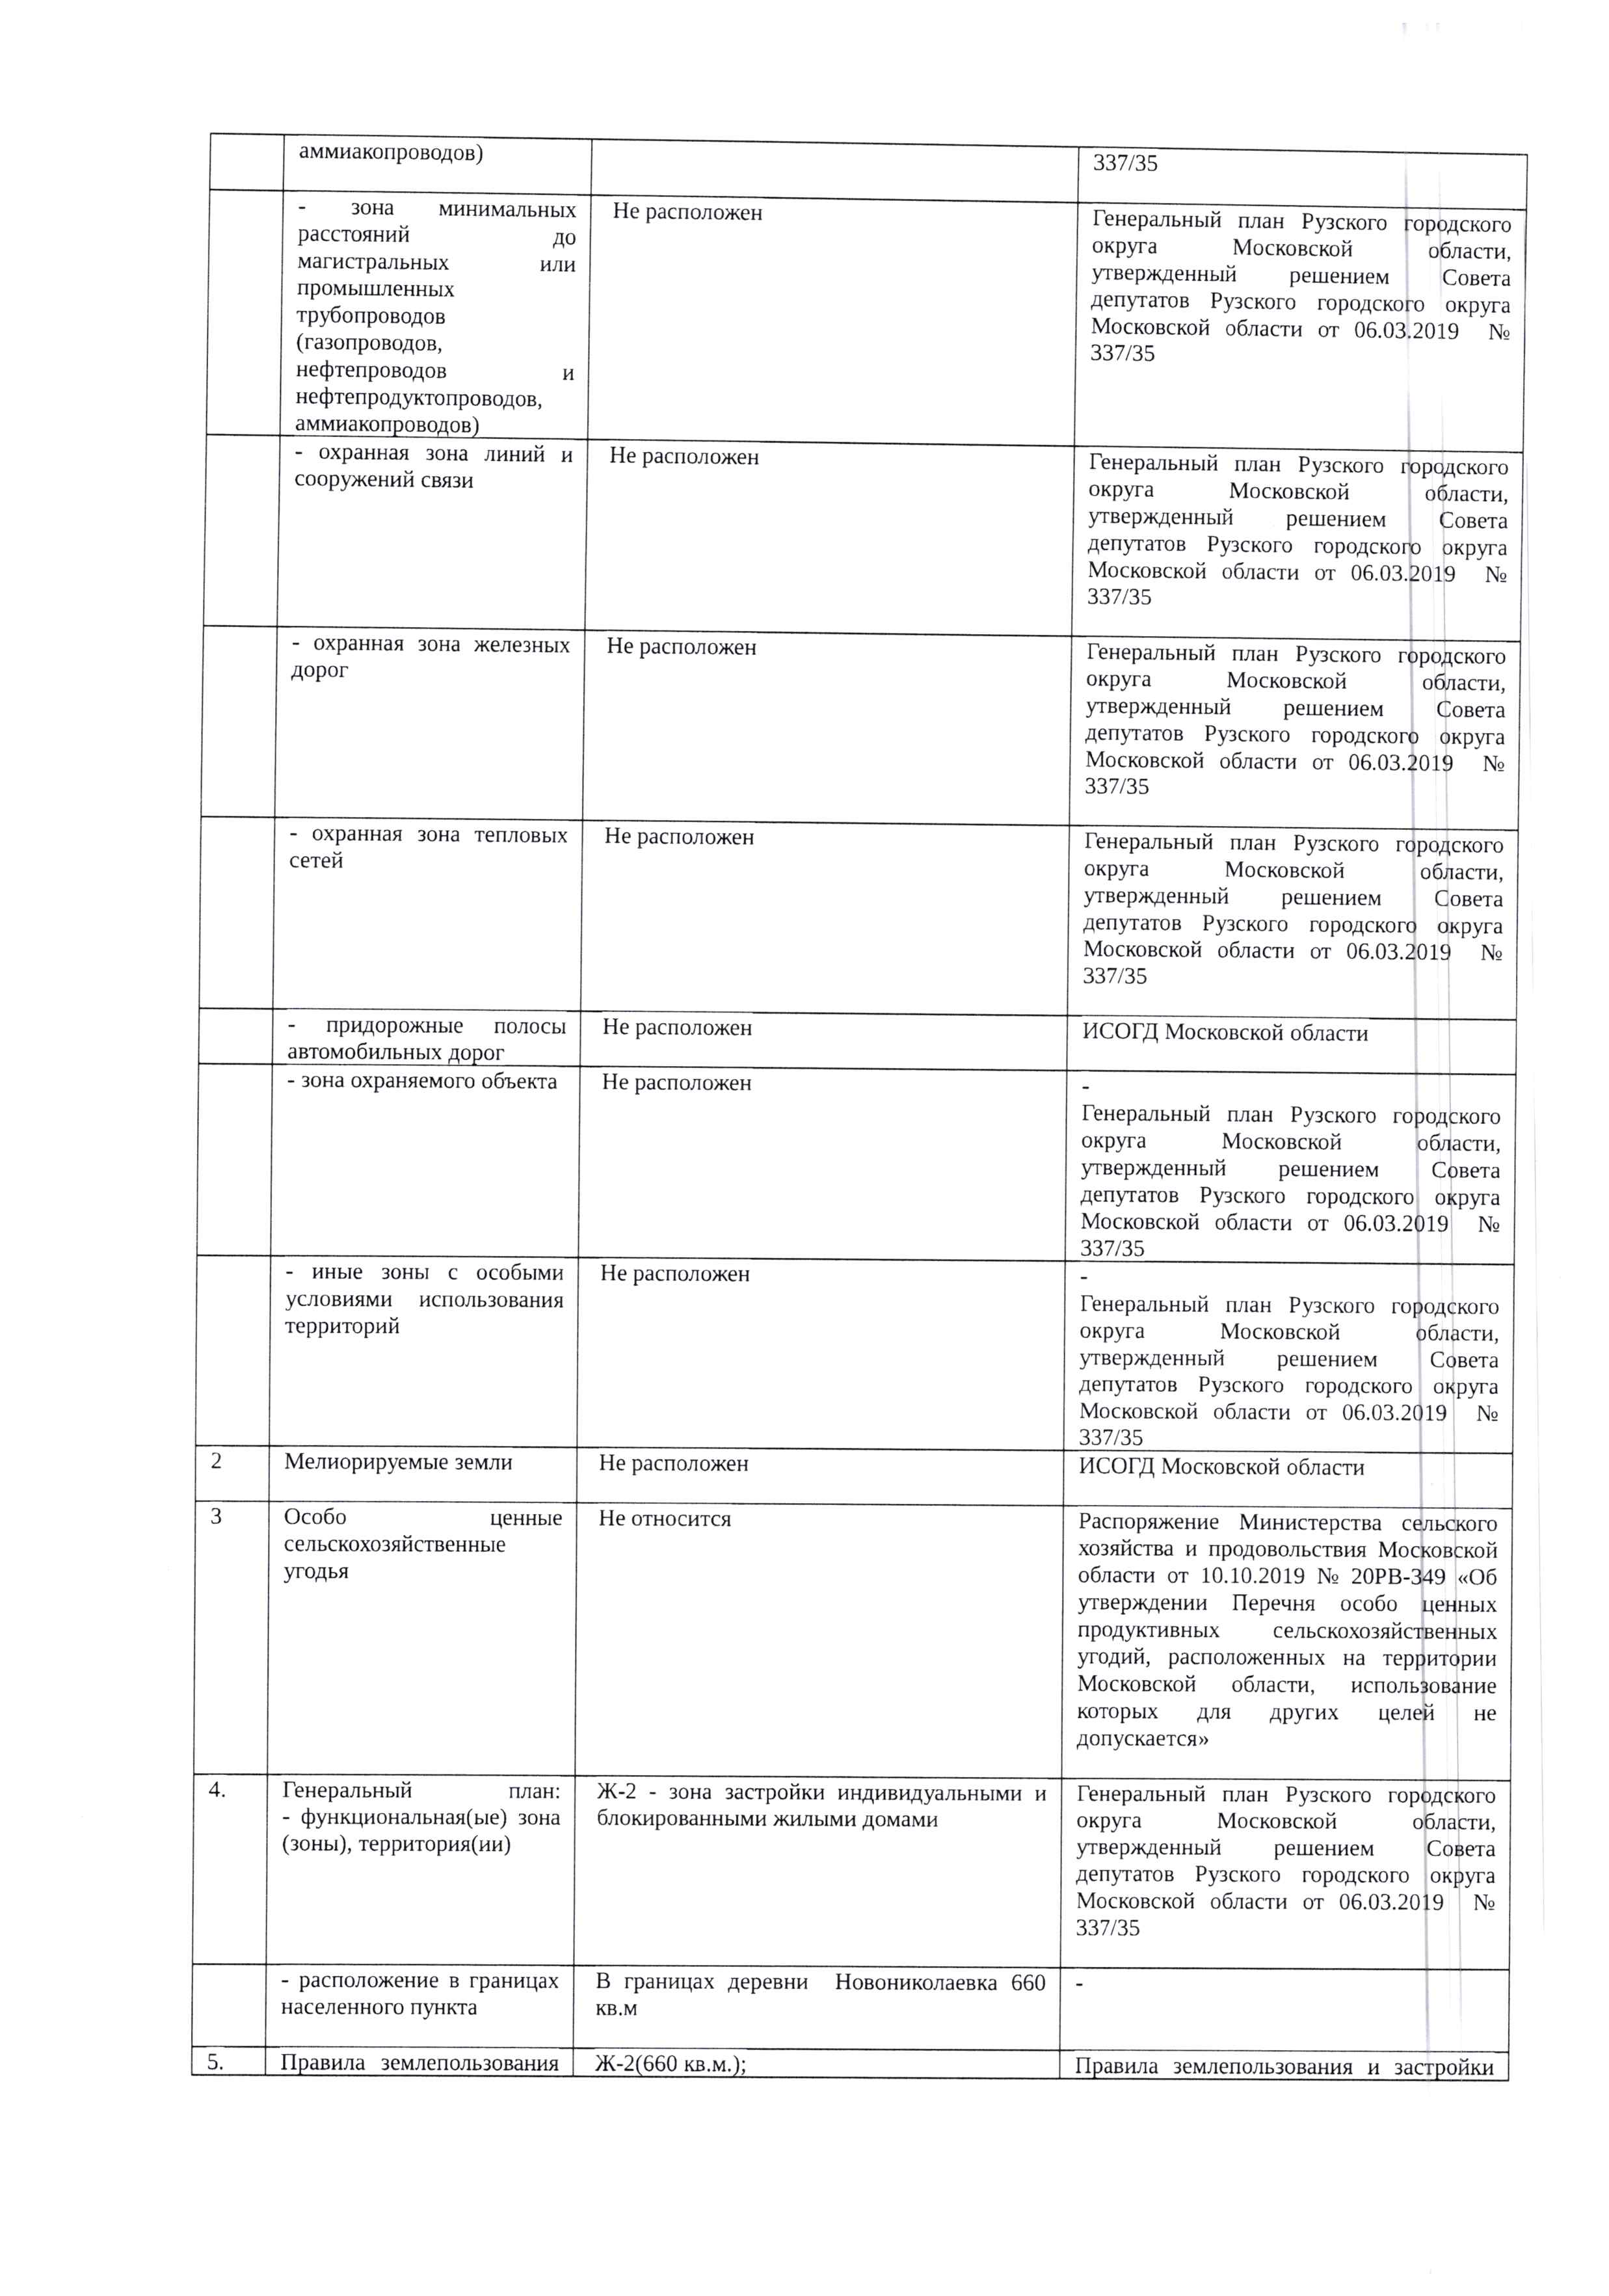 аммиакопроводов)
337/35
- зона минимальных
расстояний до
магистральных или
промышленных
трубопроводов
(газопроводов,
нефтепроводов и
нефтепродуктопроводов,
аммиакопроводов)
Не расположен
Генеральный план Рузского городского
округа Московской области,
утвержденный решением Совета
депутатов Рузского городского округа
Московской области от 06.03.2019 №
337/35
- охранная зона линий и
сооружений связи
Не расположен
Генеральный план Рузского городского
округа Московской области,
утвержденный решением Совета
депутатов Рузского городского округа
Московской области от 06.03.2019 №
337/35
- охранная зона железных
дорог
Не расположен
Генеральный план Рузского городского
округа Московской области,
утвержденный решением Совета
депутатов Рузского городского округа
Московской области от 06.03.2019 №
337/35
- охранная зона тепловых
сетей
Не расположен
Генеральный план Рузского городского
округа Московской области,
утвержденный решением Совета
депутатов Рузского городского округа
Московской области от 06.03.2019 №
337/35
- придорожные полосы
автомобильных дорог
Не расположен
ИСОГД Московской области
- зона охраняемого объекта
Не расположен
-
Генеральный план Рузского городского
округа Московской области,
утвержденный решением Совета
депутатов Рузского городского округа
Московской области от 06.03.2019 №
337/35
- иные зоны с особыми
условиями использования
территорий
Не расположен
-
Генеральный план Рузского городского
округа Московской области,
утвержденный решением Совета
депутатов Рузского городского округа
Московской области от 06.03.2019 №
337/35
2
Мелиорируемые земли
Не расположен
ИСОГД Московской области
3
Особо ценные
сельскохозяйственные
угодья
Не относится
Распоряжение Министерства сельского
хозяйства и продовольствия Московской
области от 10.10.2019 № 20РВ-349 «Об
утверждении Перечня особо ценных
продуктивных сельскохозяйственных
угодий, расположенных на территории
Московской области, использование
которых для других целей не
допускается»
4.
Генеральный план:
- функциональная(ые) зона
(зоны), территория(ии)
Ж-2 - зона застройки индивидуальными и
блокированными жилыми домами
Генеральный план Рузского городского
округа Московской области,
утвержденный решением Совета
депутатов Рузского городского округа
Московской области от 06.03.2019 №
337/35
- расположение в границах
населенного пункта
В границах деревни Новониколаевка 660
кв.м
-
5.
Правила землепользования
Ж-2(660 кв.м.);
Правила землепользования и застройки